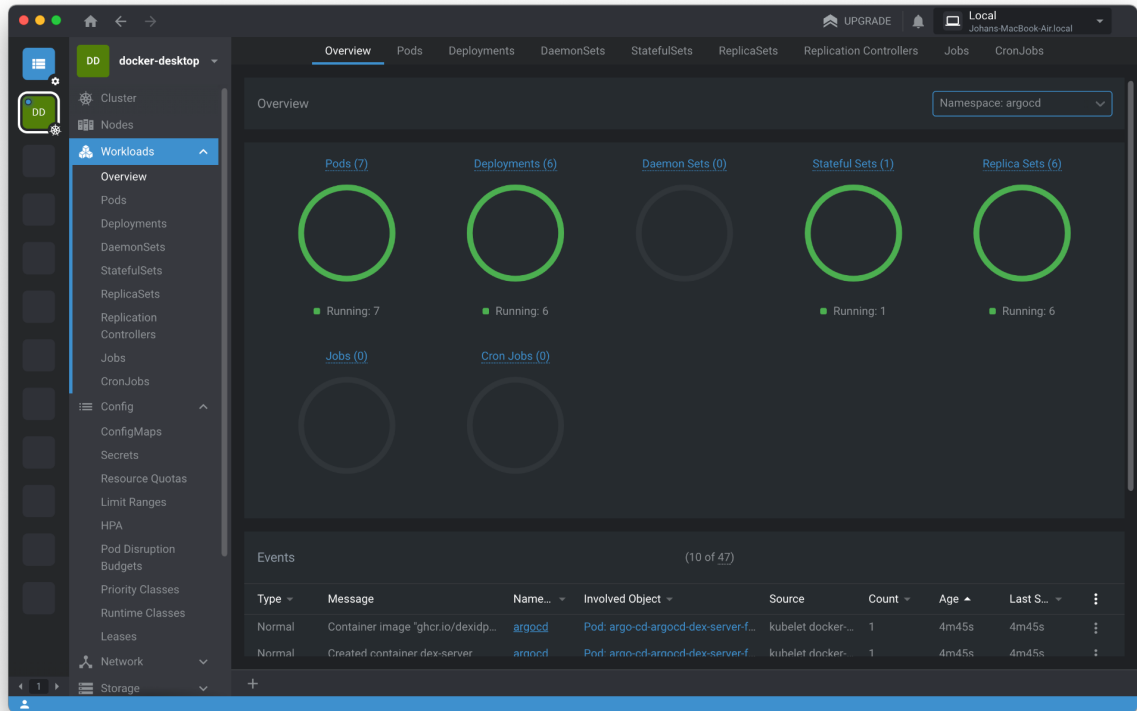 UPGRADE
Local
Johans-MacBook-Air.local
DD
docker-desktop
DD
Cluster
Nodes
Workloads
Overview
Pods
Deployments
DaemonSets
StatefulSets
ReplicaSets
Replication
Controllers
Jobs
CronJobs
Config
ConfigMaps
Secrets
Resource Quotas
Limit Ranges
HPA
Pod Disruption
Budgets
Priority Classes
Runtime Classes
Leases
Network
Storage
1
Overview Pods Deployments DaemonSets StatefulSets ReplicaSets Replication Controllers Jobs CronJobs
Overview
Namespace: argocd
Pods (7) Deployments (6) Daemon Sets (0) Stateful Sets (1) Replica Sets (6)
Running: 7 Running: 6 Running: 1 Running: 6
Jobs (0) Cron Jobs (0)
Events (10 of 47)
Type Message Name... Involved Object Source Count Age Last S...
Normal Container image "ghcr.io/dexidp... argocd Pod: argo-cd-argocd-dex-server-f... kubelet docker-... 1 4m45s 4m45s
Normal Created container dex-server argocd Pod: argo-cd-argocd-dex-server-f... kubelet docker-... 1 4m45s 4m45s
+